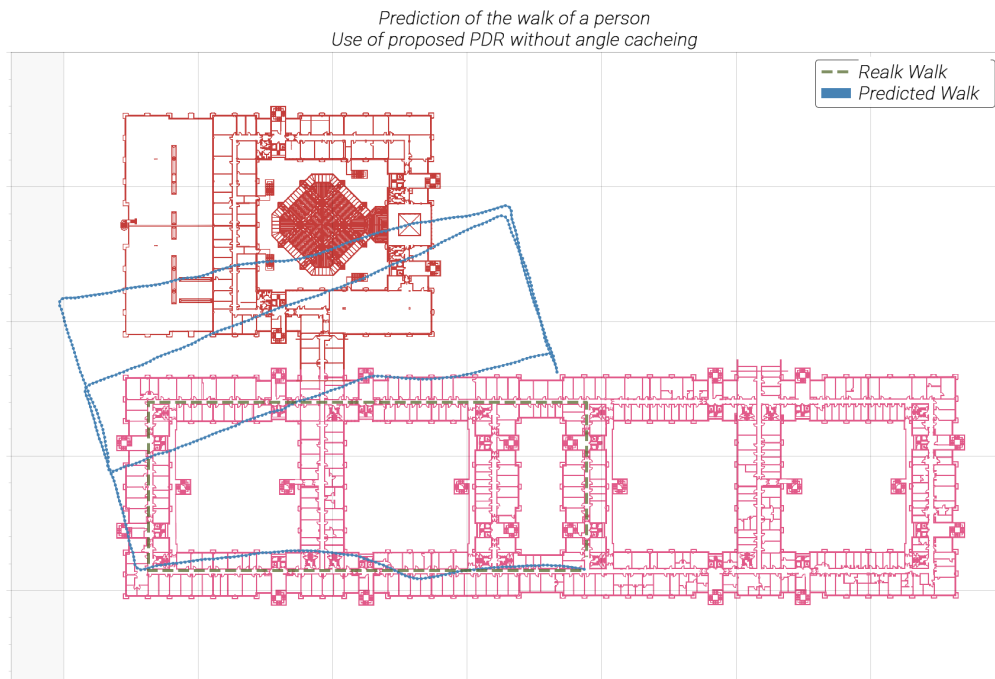 Prediction of the walk of a person
Use of proposed PDR without angle cacheing
Realk Walk
Predicted Walk